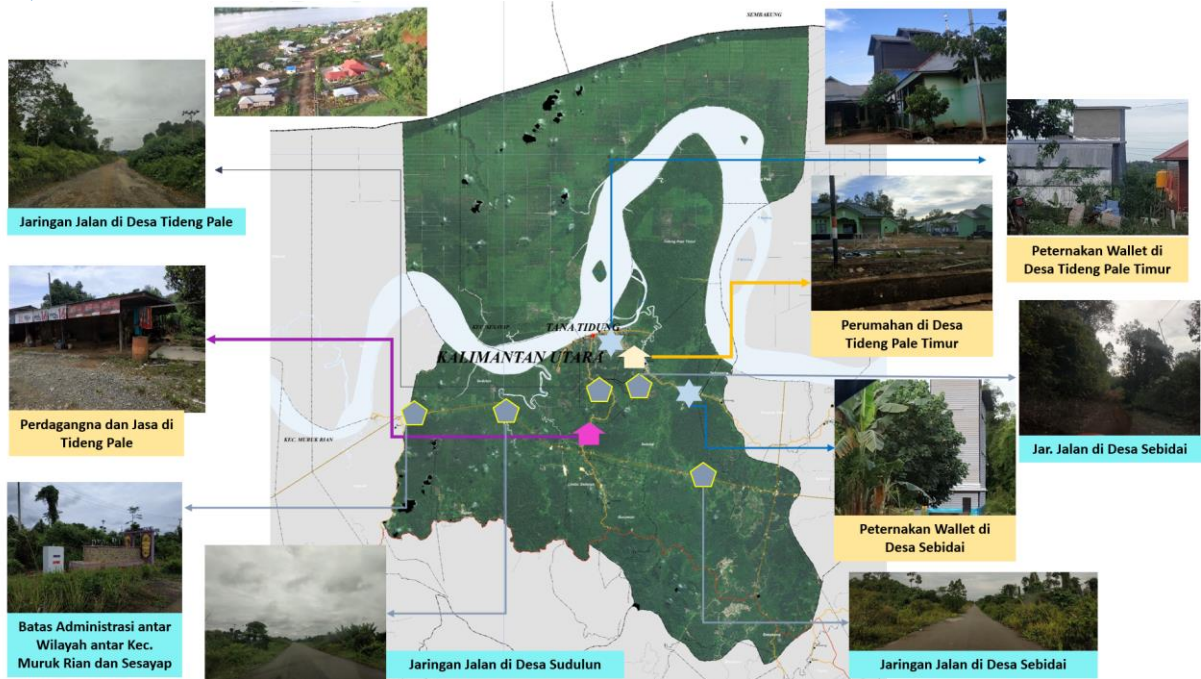 SEMBAKUNG
Jaringan Jalan di Desa Tideng Pale
Peternakan Wallet di
Desa Tideng Pale Timur
Perdagangna dan Jasa di
Tideng Pale
Perumahan di Desa
Tideng Pale Timur
TANA TIDUNG
KALIMANTAN UTARA
KEC. MURUK RIAN
Jar. Jalan di Desa Sebidai
Peternakan Wallet di
Desa Sebidai
Batas Administrasi antar
Wilayah antar Kec.
Muruk Rian dan Sesayap
Jaringan Jalan di Desa Sudulun
Jaringan Jalan di Desa Sebidai